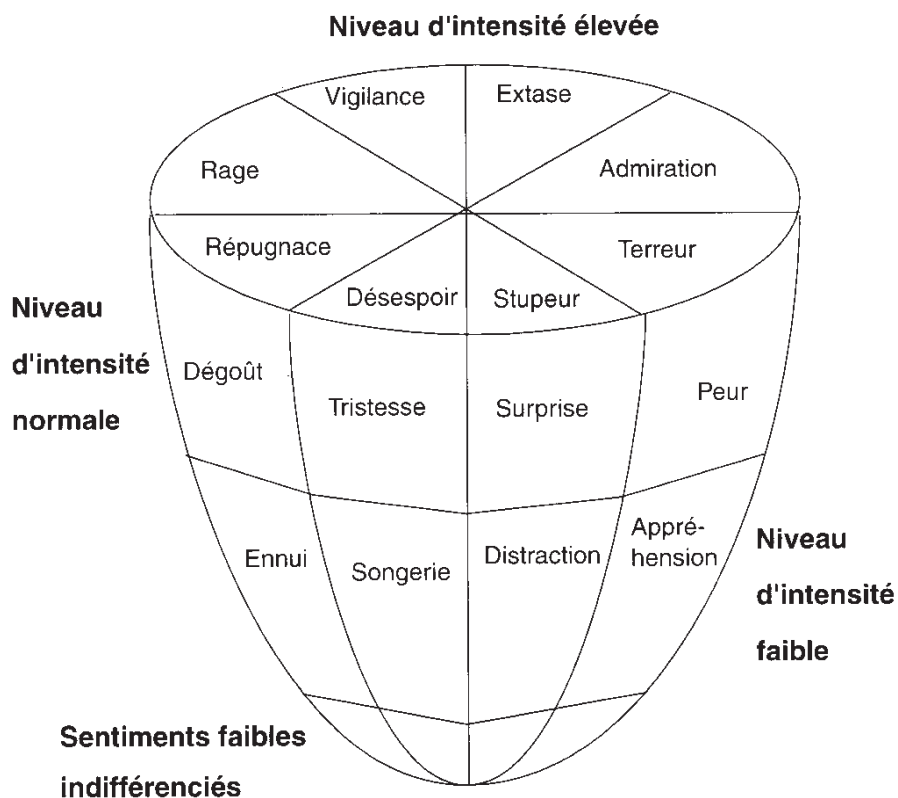 Niveau d'intensité élevée
Vigilance
Extase
Rage
Admiration
Répugnace
Terreur
Désespoir
Stupeur
Niveau
d'intensité
normale
Dégoût
Tristesse
Surprise
Peur
Ennui
Songerie
Distraction
Appré-
hension
Niveau
d'intensité
faible
Sentiments faibles
indifférenciés